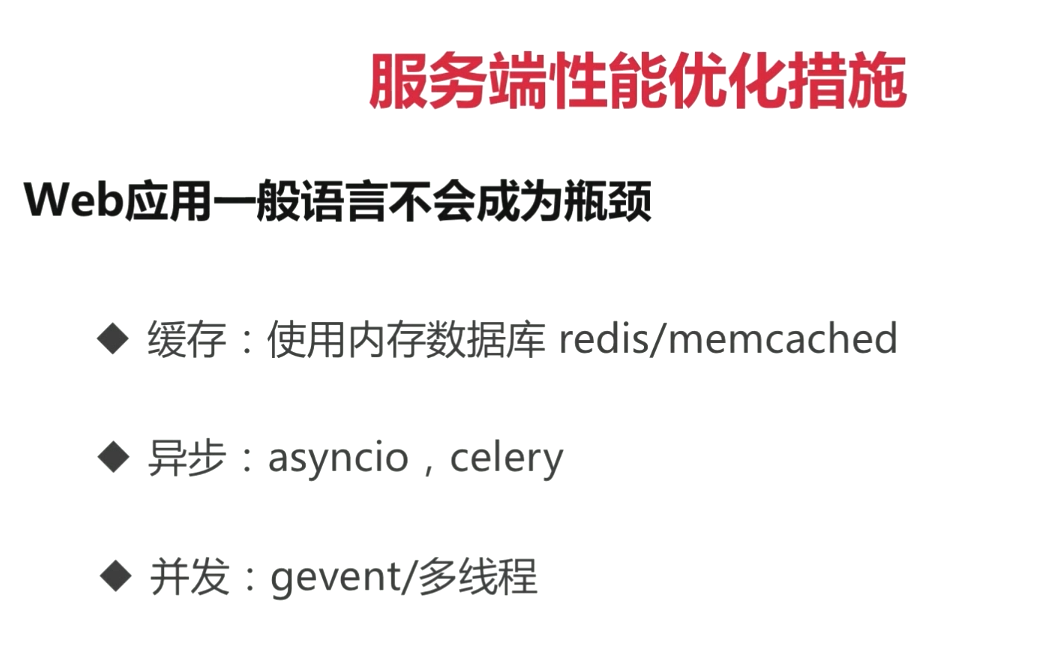 服务端性能优化措施
Web应用一般语言不会成为瓶颈
◆ 缓存：使用内存数据库 redis/memcached
◆ 异步：asyncio，celery
◆ 并发：gevent/多线程